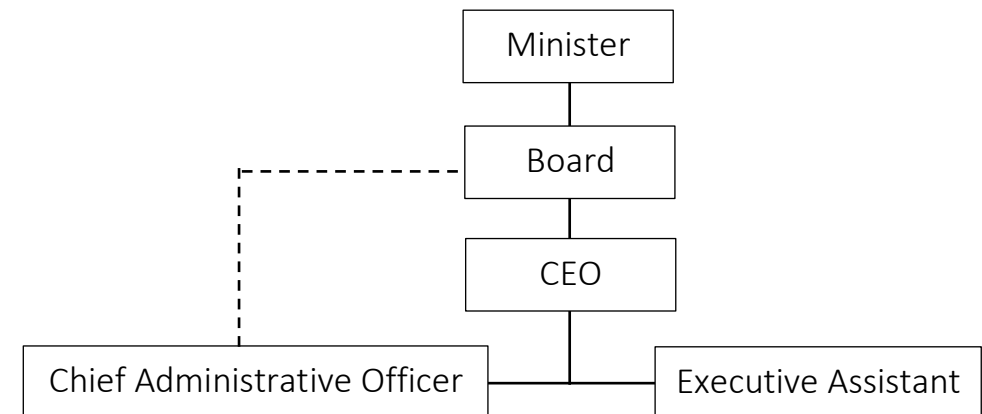 Minister
Board
CEO
Chief Administrative Officer
Executive Assistant